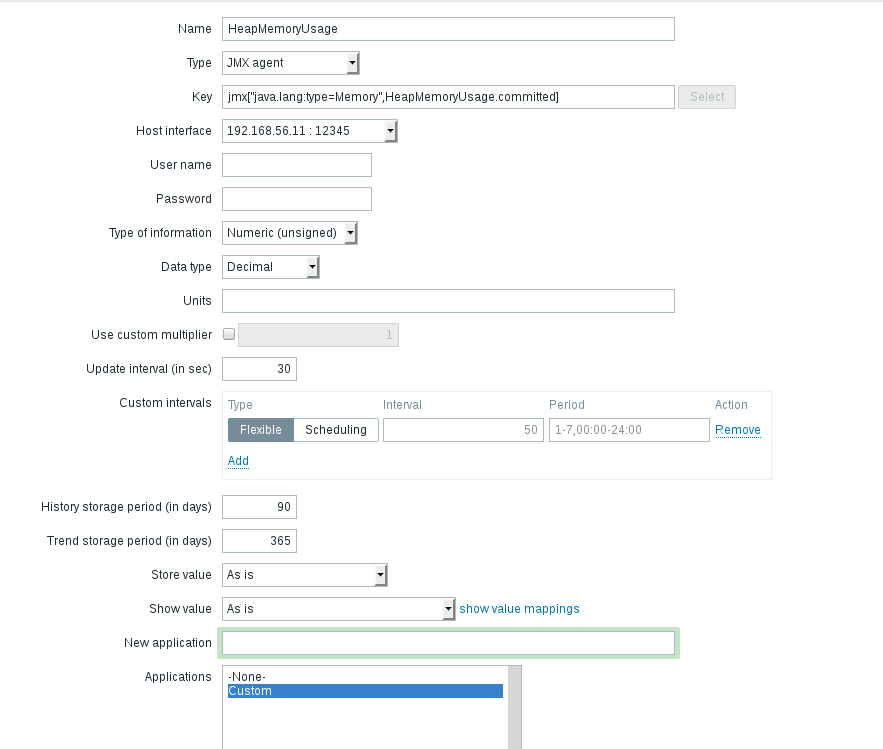 Name HeapMemoryUsage
Type JMX agent
Key jmx["java.lang:type=Memory",HeapMemoryUsage.committed] Select
Host interface 192.168.56.11 : 12345
User name
Password
Type of information Numeric (unsigned)
Data type Decimal
Units
Use custom multiplier 1
Update interval (in sec) 30
Custom intervals Type Interval Period Action
Flexible Scheduling 50 1-7,00:00-24:00 Remove
Add
History storage period (in days) 90
Trend storage period (in days) 365
Store value As is
Show value As is show value mappings
New application
Applications -None-
Custom